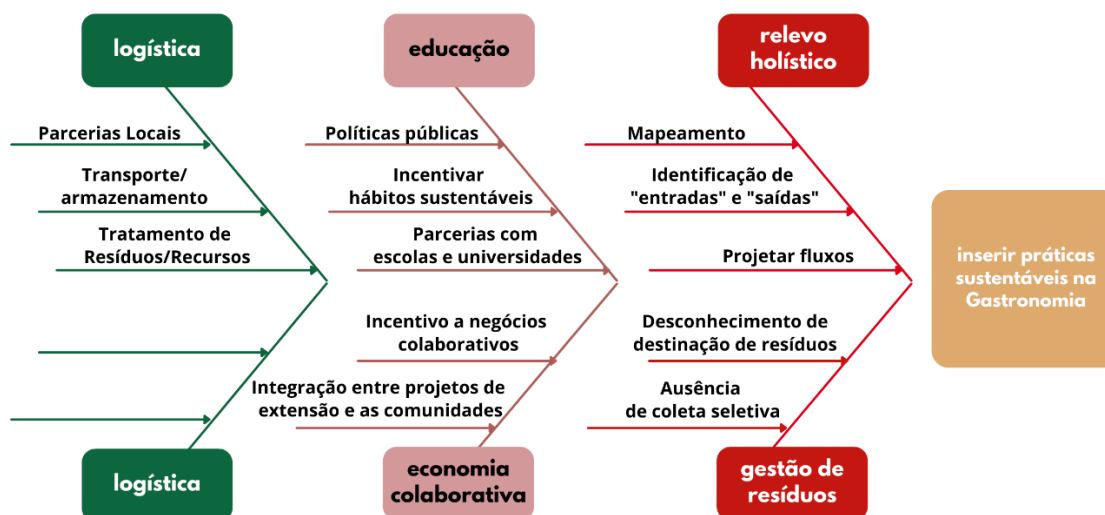 logística
educação
relevo
holístico
Parcerias Locais
Políticas públicas
Mapeamento
Transporte/
armazenamento
Incentivar
hábitos sustentáveis
Identificação de
"entradas" e "saídas"
Tratamento de
Resíduos/Recursos
Parcerias com
escolas e universidades
Projetar fluxos
inserir práticas
sustentáveis na
Gastronomia
Incentivo a negócios
colaborativos
Desconhecimento de
destinação de resíduos
Integração entre projetos de
extensão e as comunidades
Ausência
de coleta seletiva
logística
economia
colaborativa
gestão de
resíduos